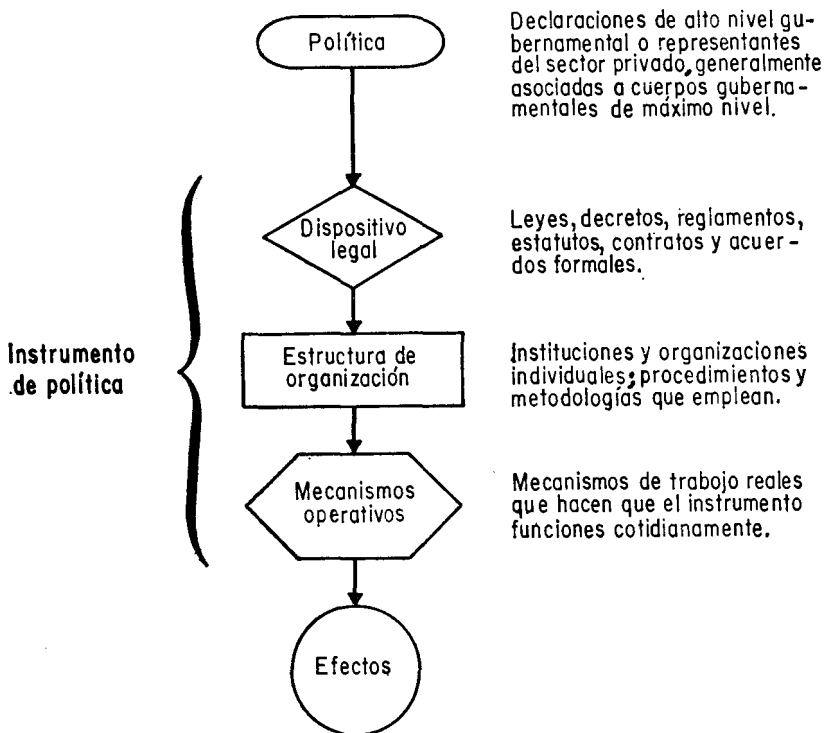 Política
Declaraciones de alto nivel gu-
bernamental o representantes
del sector privado, generalmente
asociadas a cuerpos guberna-
mentales de máximo nivel.
Dispositivo
legal
Leyes, decretos, reglamentos,
estatutos, contratos y acuer-
dos formales.
Instrumento
de política
Estructura de
organización
Instituciones y organizaciones
individuales; procedimientos y
metodologías que emplean.
Mecanismos
operativos
Mecanismos de trabajo reales
que hacen que el instrumento
funciones cotidianamente.
Efectos